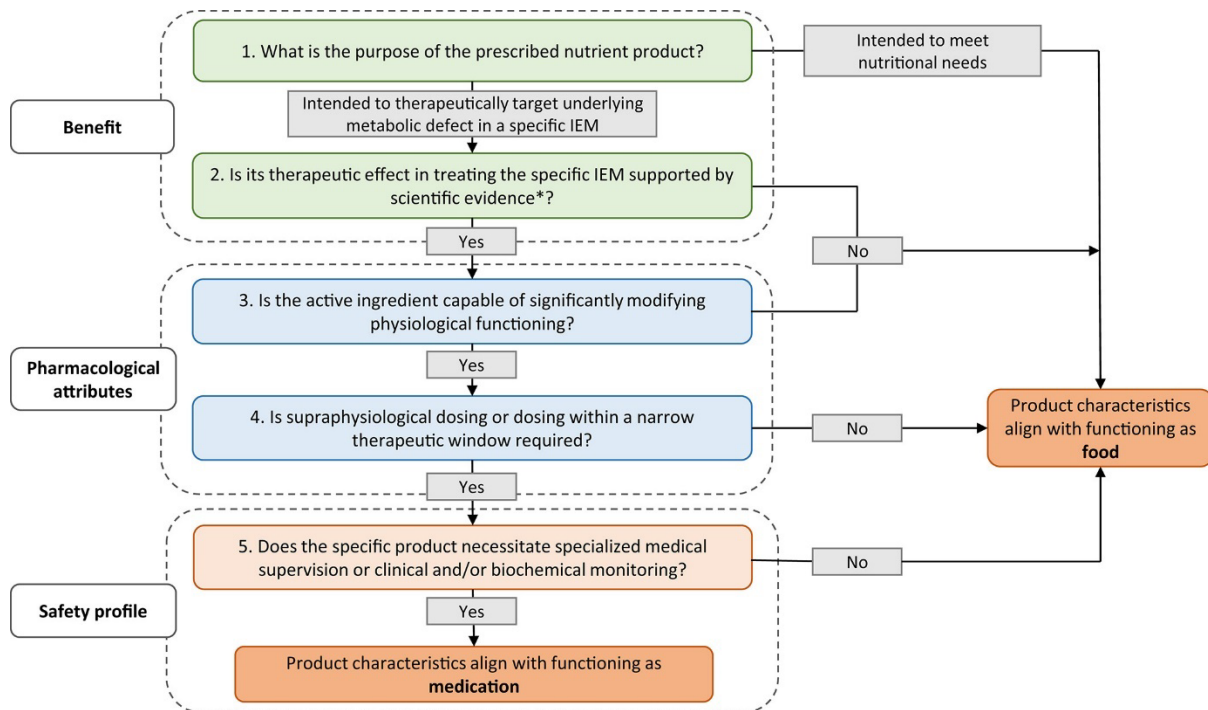 1. What is the purpose of the prescribed nutrient product?
Intended to meet
nutritional needs
Intended to therapeutically target underlying
metabolic defect in a specific IEM
Benefit
2. Is its therapeutic effect in treating the specific IEM supported by
scientific evidence*?
Yes
No
3. Is the active ingredient capable of significantly modifying
physiological functioning?
Yes
Pharmacological
attributes
4. Is supraphysiological dosing or dosing within a narrow
therapeutic window required?
No
Product characteristics
align with functioning as
food
Yes
5. Does the specific product necessitate specialized medical
supervision or clinical and/or biochemical monitoring?
No
Yes
Safety profile
Product characteristics align with functioning as
medication